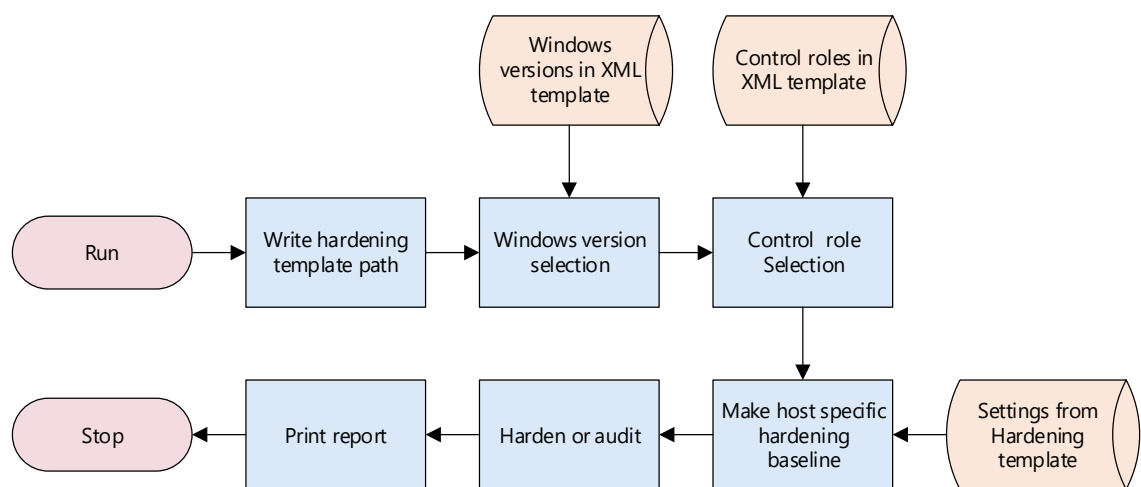 Windows
versions in XML
template
Control roles in
XML template
Run
Write hardening
template path
Windows version
selection
Control role
Selection
Stop
Print report
Harden or audit
Make host specific
hardening
baseline
Settings from
Hardening
template